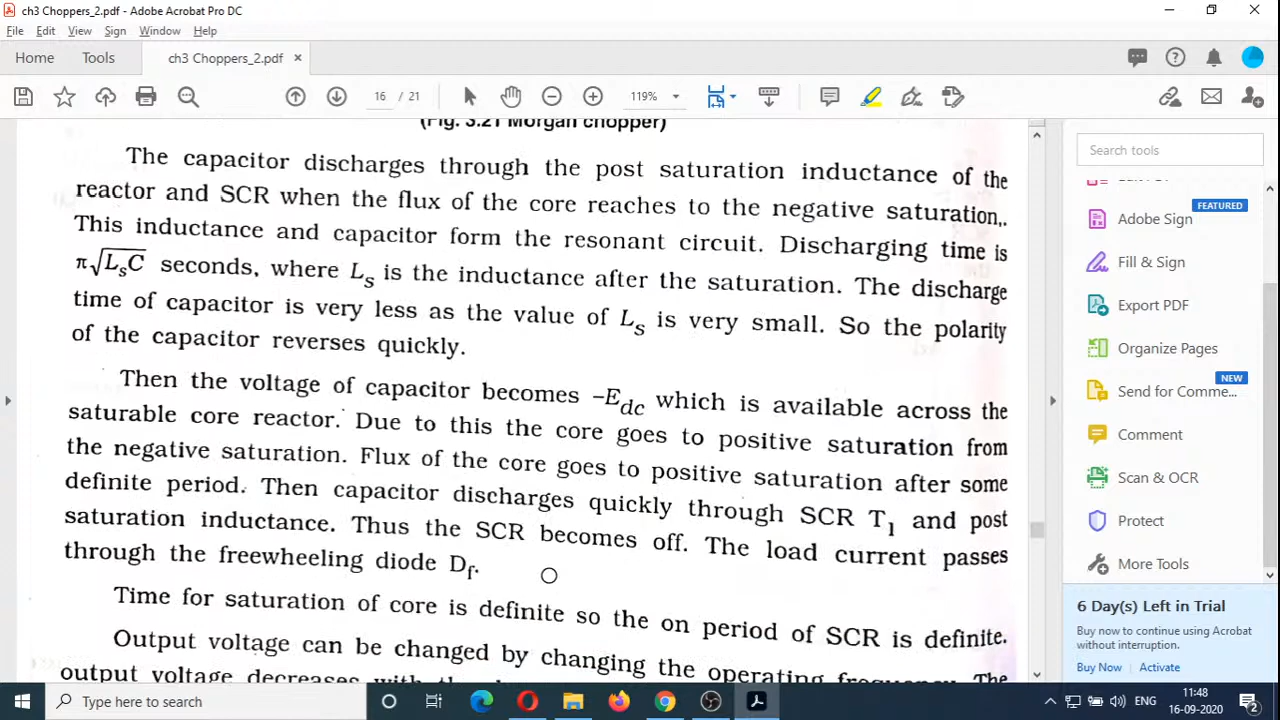 ch3 Choppers_2.pdf - Adobe Acrobat Pro DC
File Edit View Sign Window Help
Home Tools ch3 Choppers_2.pdf ×
16 / 21 119%
Search tools
(Fig. 3.21 Morgan chopper)
The capacitor discharges through the post saturation inductance of the
reactor and SCR when the flux of the core reaches to the negative saturation,.
This inductance and capacitor form the resonant circuit. Discharging time is
π√LsC seconds, where Ls is the inductance after the saturation. The discharge
time of capacitor is very less as the value of Ls is very small. So the polarity
of the capacitor reverses quickly.
Then the voltage of capacitor becomes –Edc which is available across the
saturable core reactor. Due to this the core goes to positive saturation from
the negative saturation. Flux of the core goes to positive saturation after some
definite period. Then capacitor discharges quickly through SCR T1 and post
saturation inductance. Thus the SCR becomes off. The load current passes
through the freewheeling diode Df.
Time for saturation of core is definite so the on period of SCR is definite.
Output voltage can be changed by changing the operating frequency. The
output voltage decreases with the
FEATURED
Adobe Sign
Fill & Sign
Export PDF
Organize Pages
NEW
Send for Comme...
Comment
Scan & OCR
Protect
More Tools
6 Day(s) Left in Trial
Buy now to continue using Acrobat
without interruption.
Buy Now Activate
Type here to search
ENG
11:48
16-09-2020
2